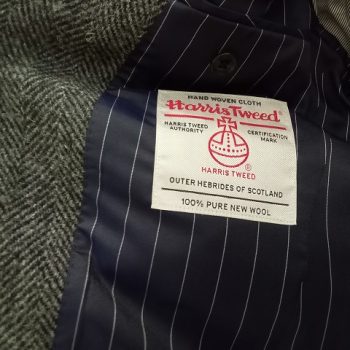 HAND WOVEN CLOTH
Harris Tweed®
HARRIS TWEED CERTIFICATION
AUTHORITY MARK
®
HARRIS TWEED
OUTER HEBRIDES OF SCOTLAND
100% PURE NEW WOOL